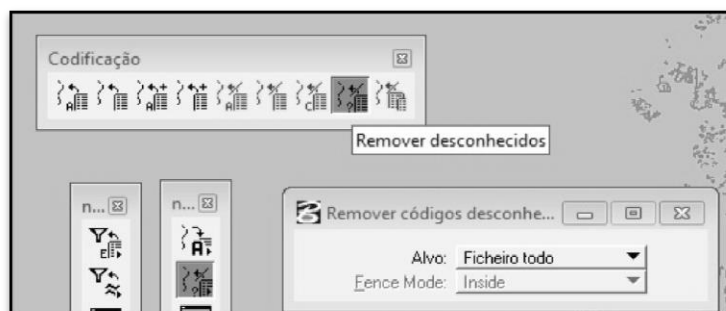 Codificação
Remover desconhecidos
n...
n...
Remover códigos desconhe...
Alvo: Ficheiro todo
Fence Mode: Inside